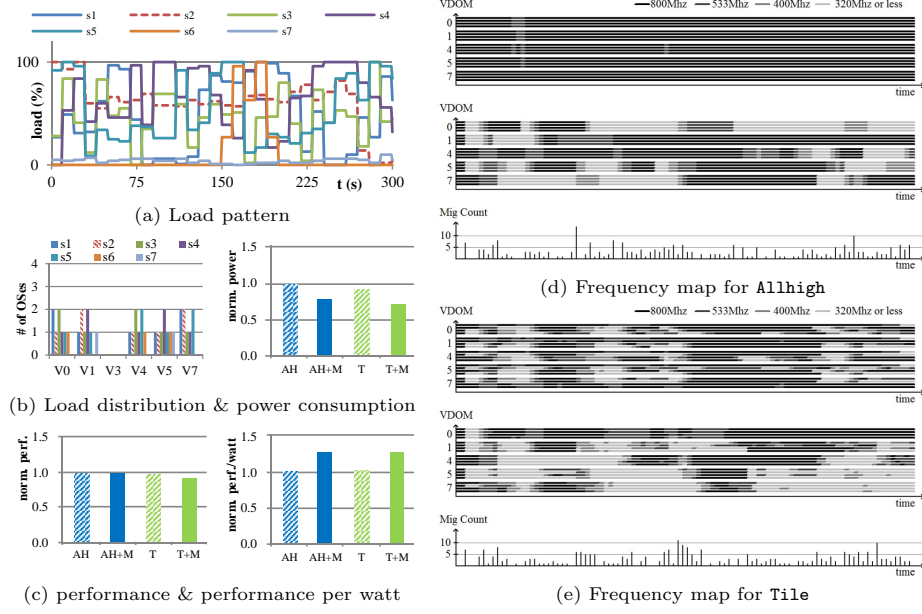 s1 s2 s3 s4
s5 s6 s7
100
load (%)
0
0 75 150 225 300
t (s)
(a) Load pattern
s1 s2 s3 s4
s5 s6 s7
# of OSes
4
3
2
1
0
V0 V1 V3 V4 V5 V7
norm. power
1.5
1.0
0.5
0.0
AH AH+M T T+M
(b) Load distribution & power consumption
norm. perf.
1.5
1.0
0.5
0.0
AH AH+M T T+M
norm. perf./watt
1.5
1.0
0.5
0.0
AH AH+M T T+M
(c) performance & performance per watt
VDOM 800Mhz 533Mhz 400Mhz 320Mhz or less
0
1
4
5
7
time
VDOM
0
1
4
5
7
time
Mig Count
10
5
time
(d) Frequency map for Allhigh
800Mhz 533Mhz 400Mhz 320Mhz or less
VDOM
0
1
4
5
7
time
VDOM
0
1
4
5
7
time
Mig Count
10
5
time
(e) Frequency map for Tile